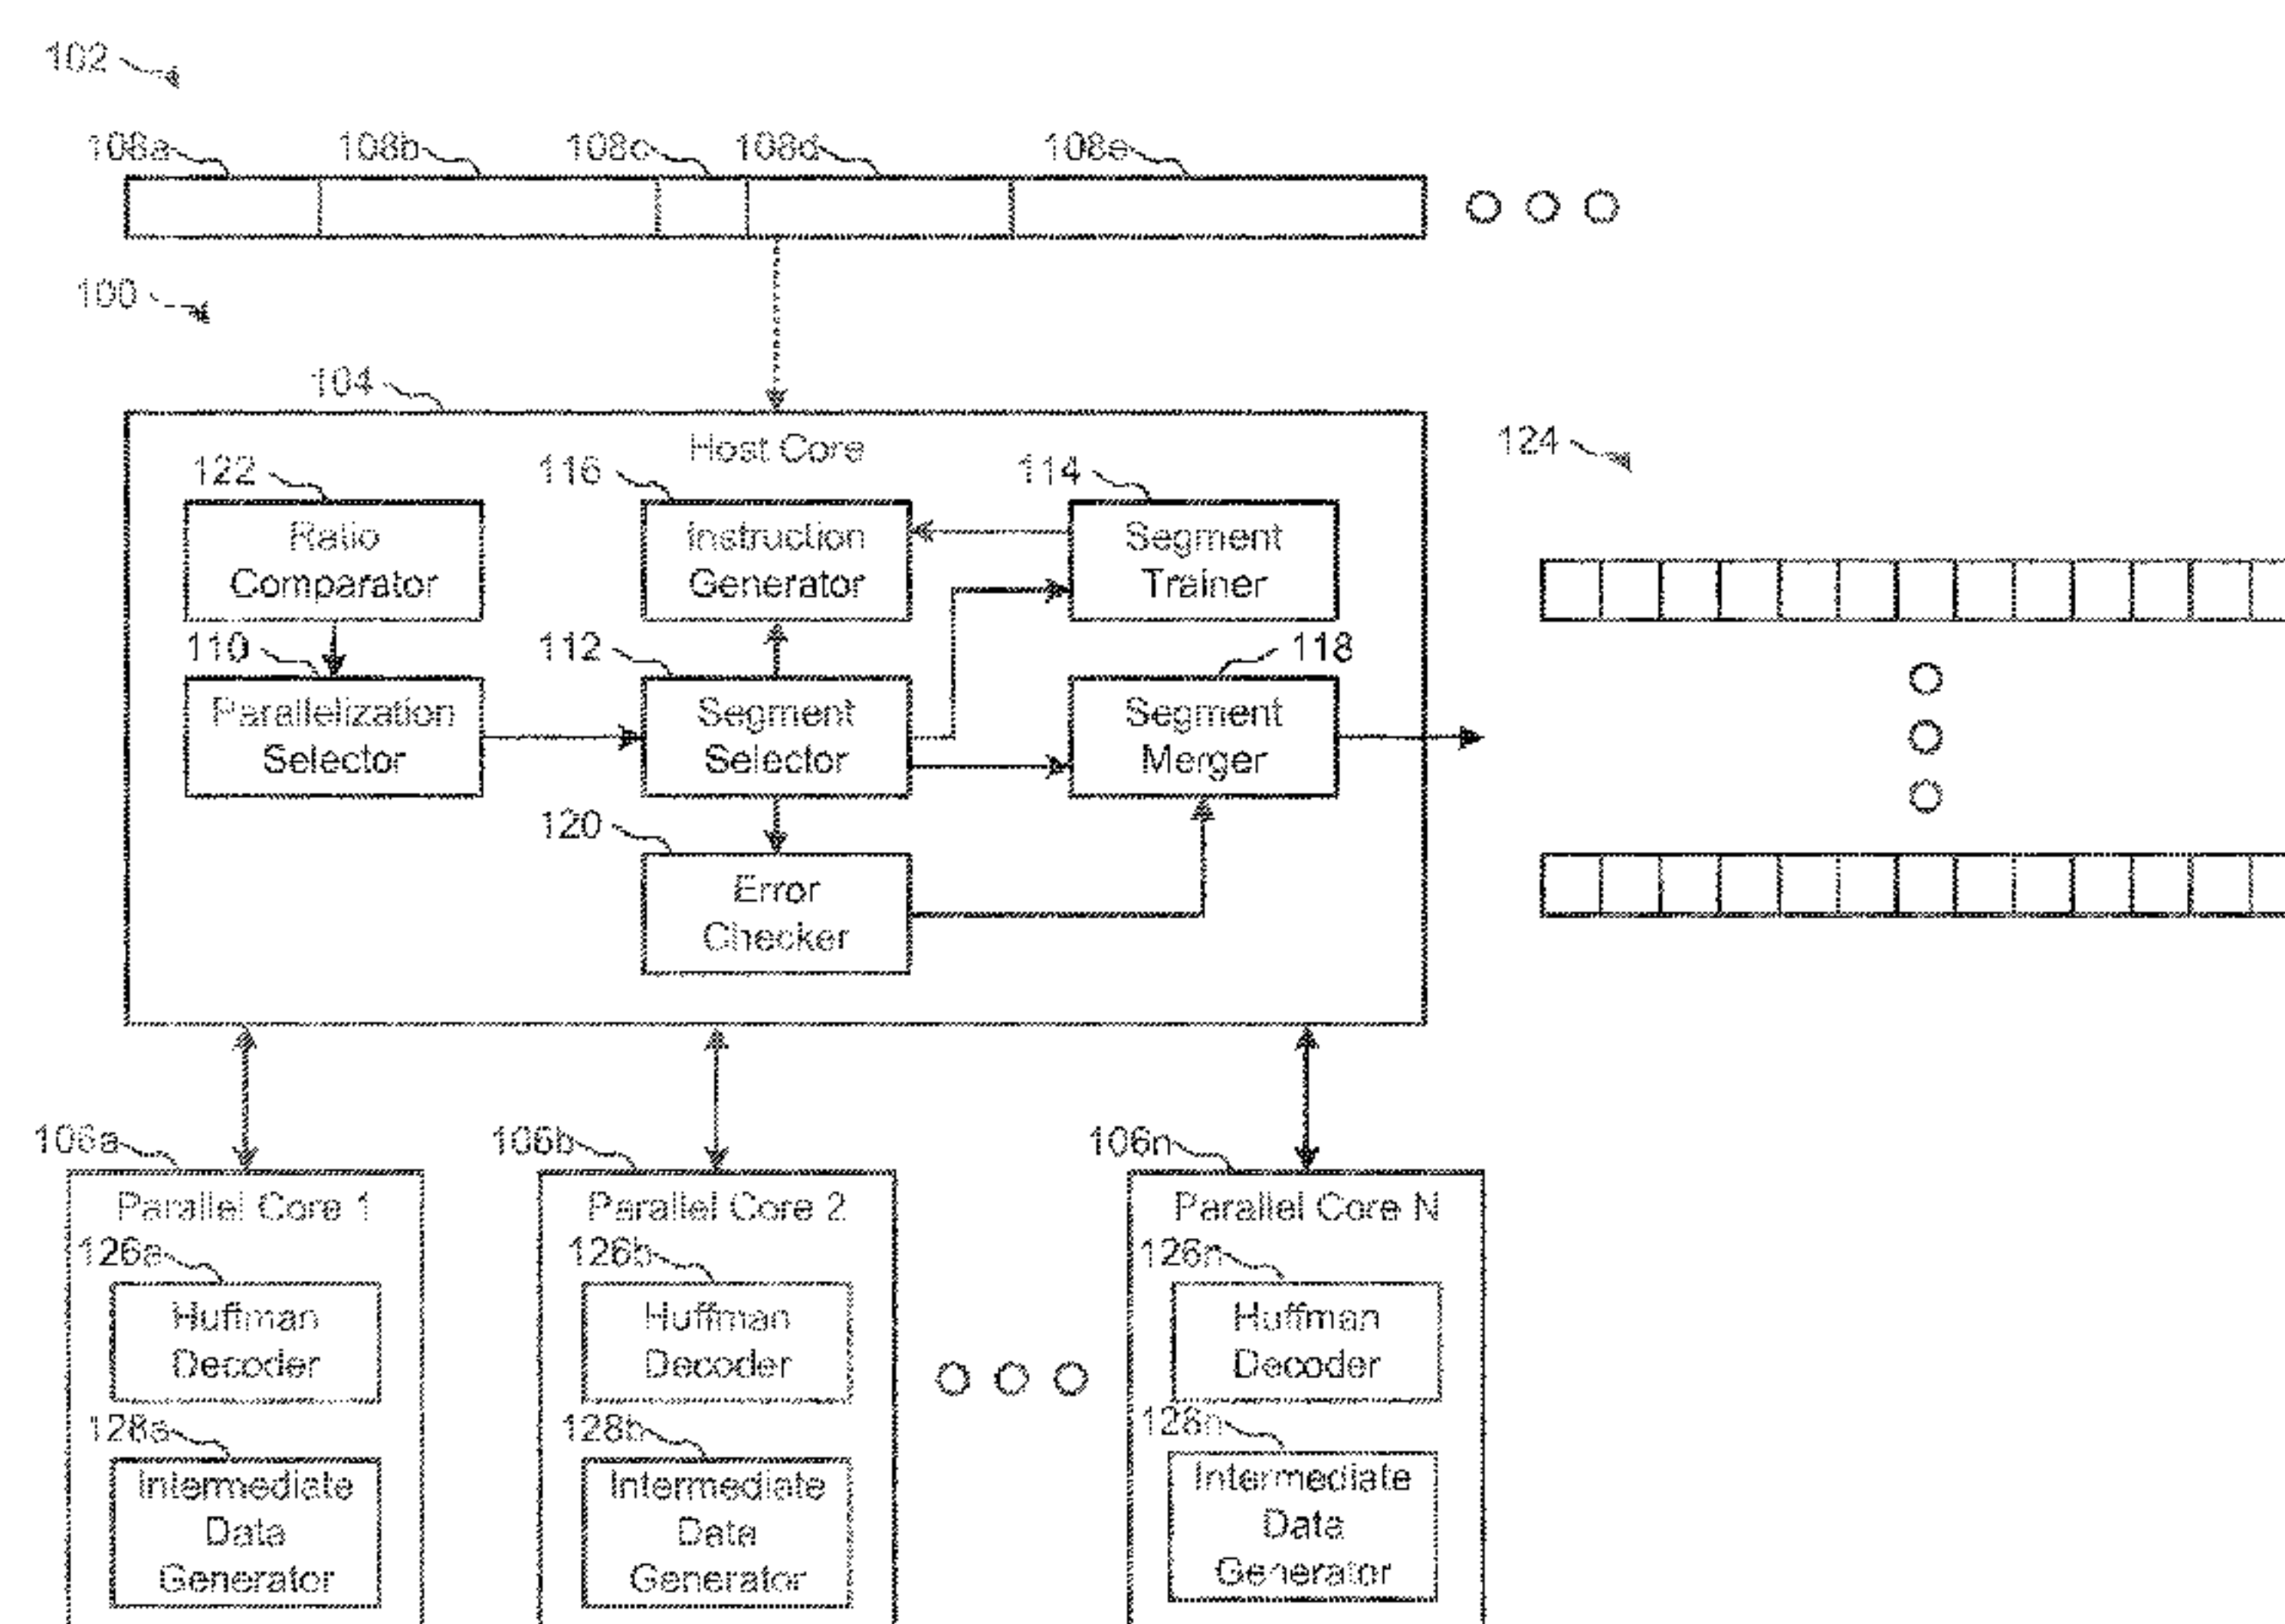 102
108a 108b 108c 108d 108e
100
104
Host Core
124
122 116 114
Ratio
Comparator
Instruction
Generator
Segment
Trainer
110 112 118
Parallelization
Selector
Segment
Selector
Segment
Merger
120
Error
Checker
106a 106b 106n
Parallel Core 1
Parallel Core 2
Parallel Core N
126a 126b 126n
Huffman
Decoder
Huffman
Decoder
Huffman
Decoder
128a 128b 128n
Intermediate
Data
Generator
Intermediate
Data
Generator
Intermediate
Data
Generator